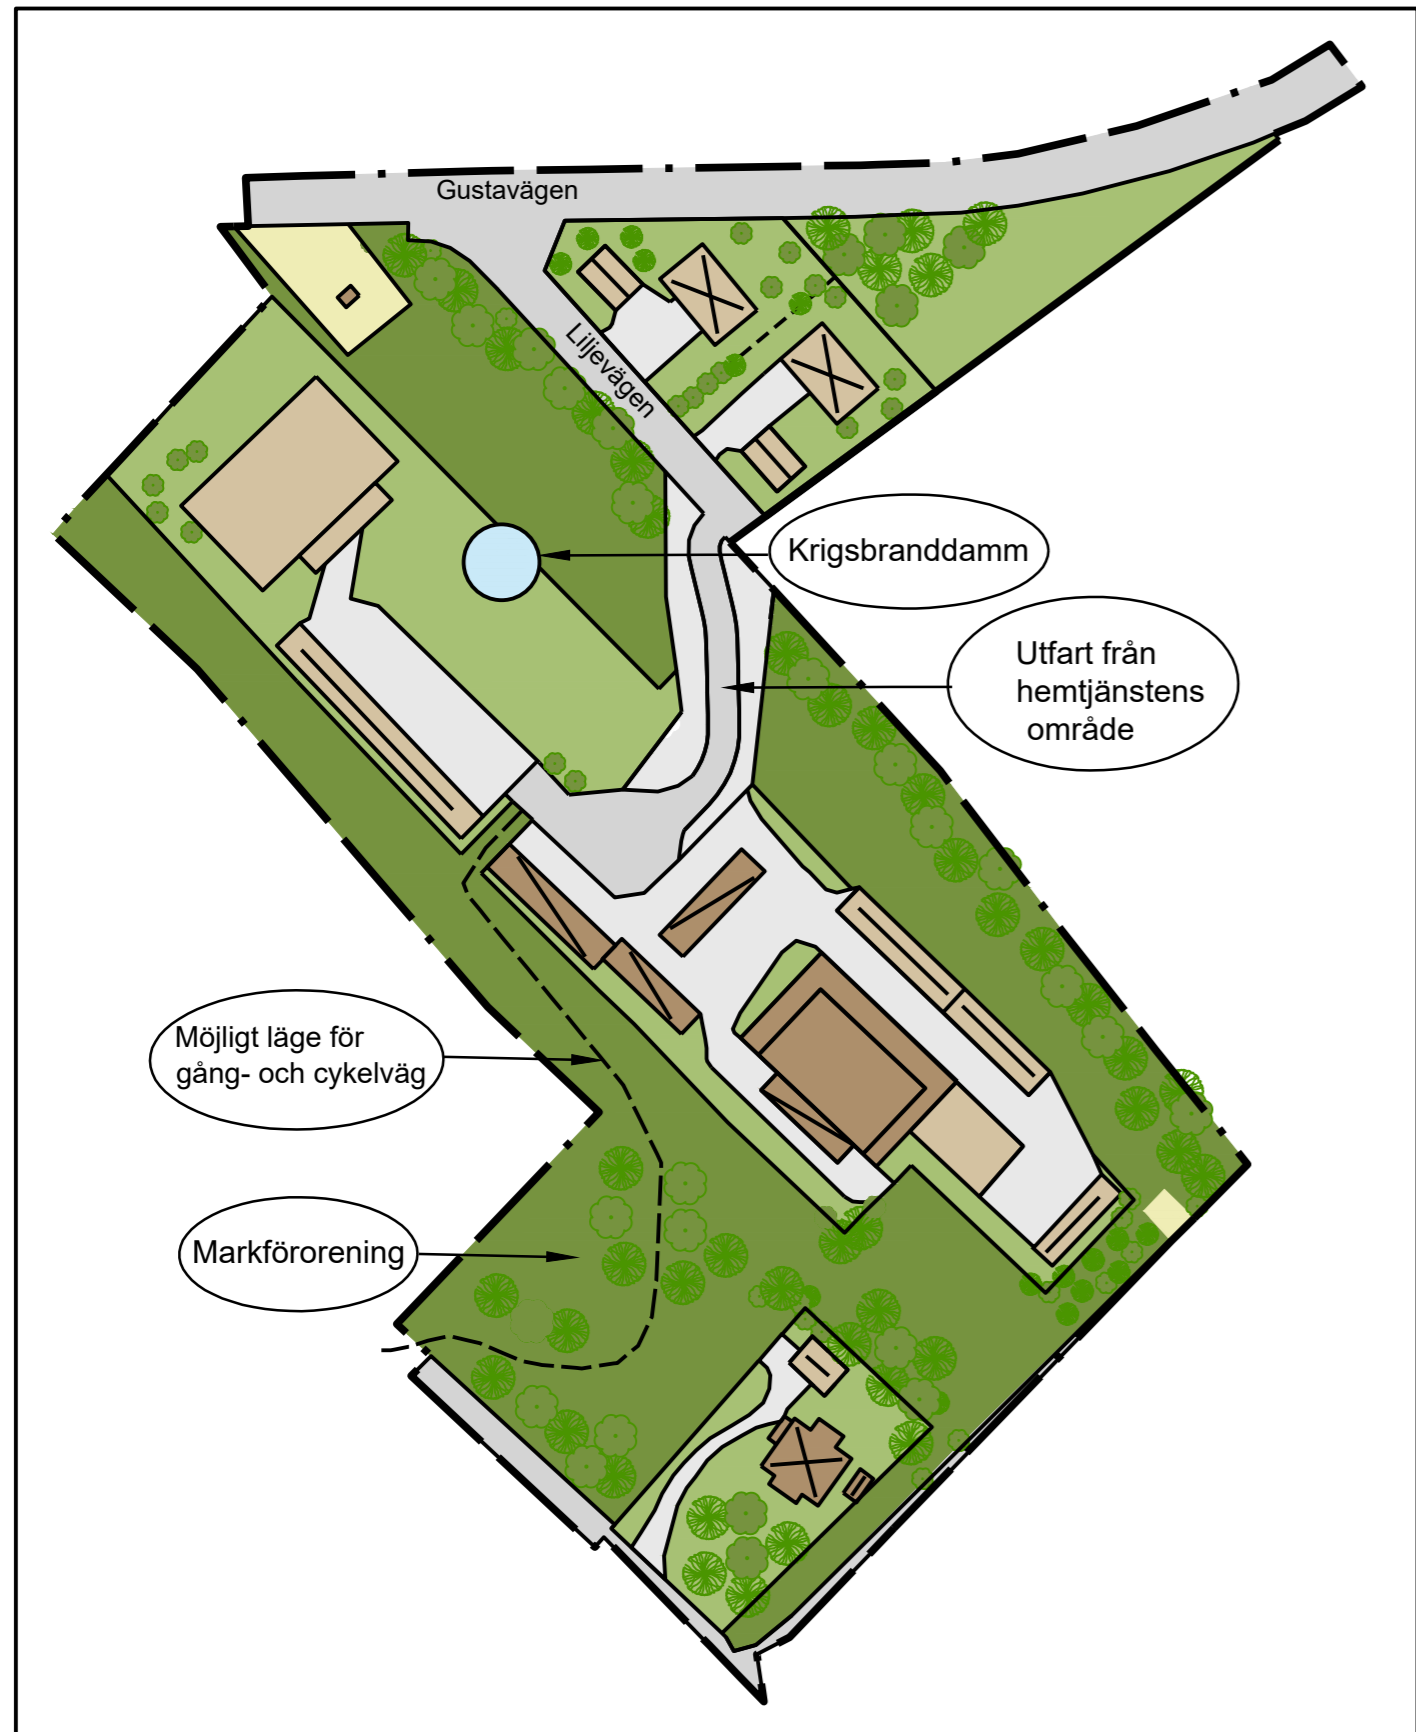 Gustavägen
Liljevägen
Krigsbranddamm
Utfart från
hemtjänstens
område
Möjligt läge för
gång- och cykelväg
Markförorening